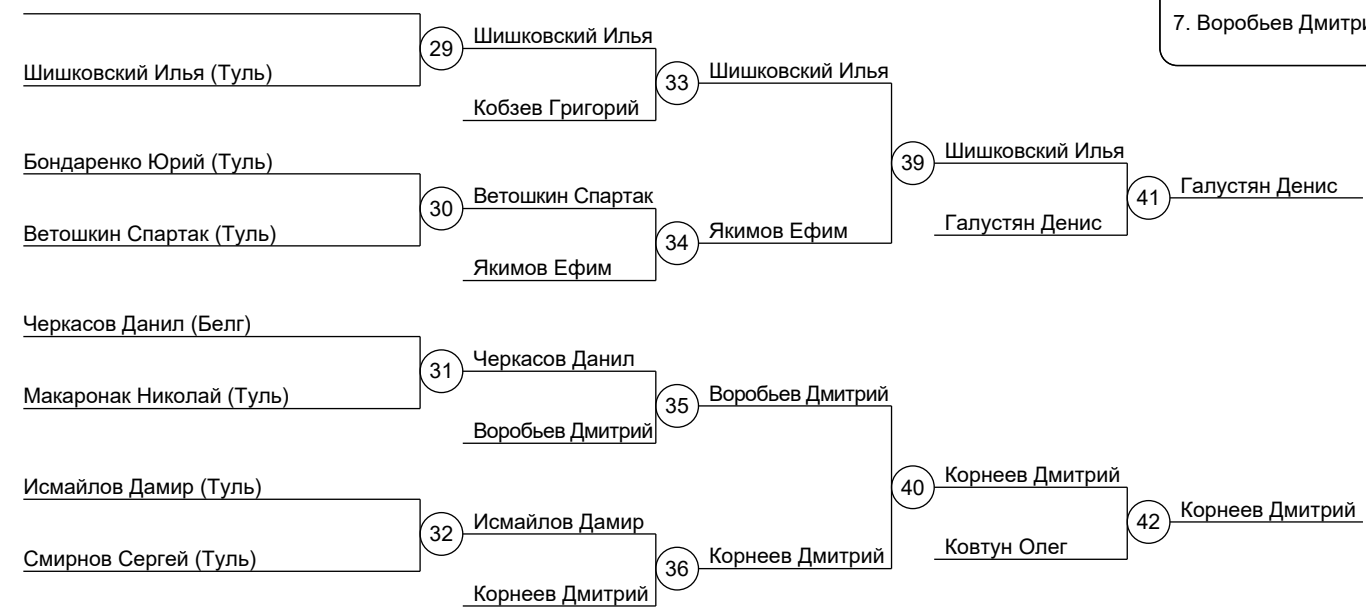 7. Воробьев Дмитри
29
Шишковский Илья
Шишковский Илья (Туль)
33
Шишковский Илья
Кобзев Григорий
39
Шишковский Илья
Бондаренко Юрий (Туль)
30
Ветошкин Спартак
41
Галустян Денис
Ветошкин Спартак (Туль)
34
Якимов Ефим
Галустян Денис
Якимов Ефим
Черкасов Данил (Белг)
31
Черкасов Данил
Макаронак Николай (Туль)
35
Воробьев Дмитрий
Воробьев Дмитрий
40
Корнеев Дмитрий
Исмайлов Дамир (Туль)
32
Исмайлов Дамир
42
Корнеев Дмитрий
Смирнов Сергей (Туль)
36
Корнеев Дмитрий
Ковтун Олег
Корнеев Дмитрий